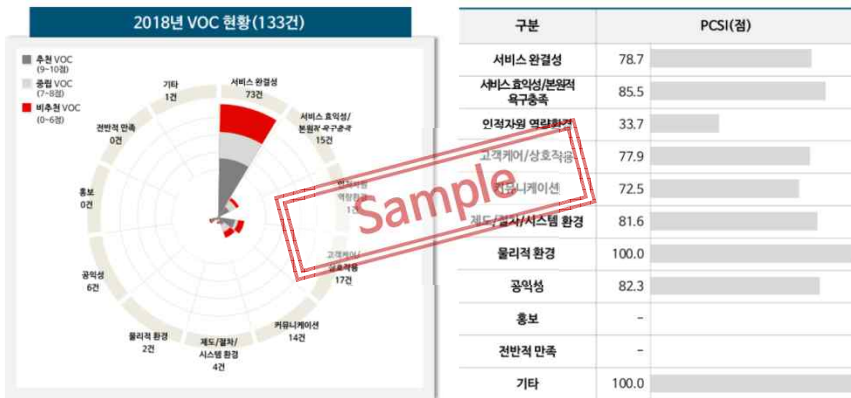 2018년 VOC 현황(133건)
추천 VOC
(9~10점)
중립 VOC
(7~8점)
비추천 VOC
(0~6점)
기타
1건
서비스 완결성
73건
서비스 효익성/
본원적 욕구충족
15건
인적자원
역량환경
1건
고객케어/
상호작용
17건
커뮤니케이션
14건
제도/절차/
시스템 환경
4건
물리적 환경
2건
공익성
6건
홍보
0건
전반적 만족
0건
구분 PCSI(점)
서비스 완결성 78.7
서비스 효익성/본원적
욕구충족 85.5
인적자원 역량환경 33.7
고객케어/상호작용 77.9
커뮤니케이션 72.5
제도/절차/시스템 환경 81.6
물리적 환경 100.0
공익성 82.3
홍보 -
전반적 만족 -
기타 100.0
Sample